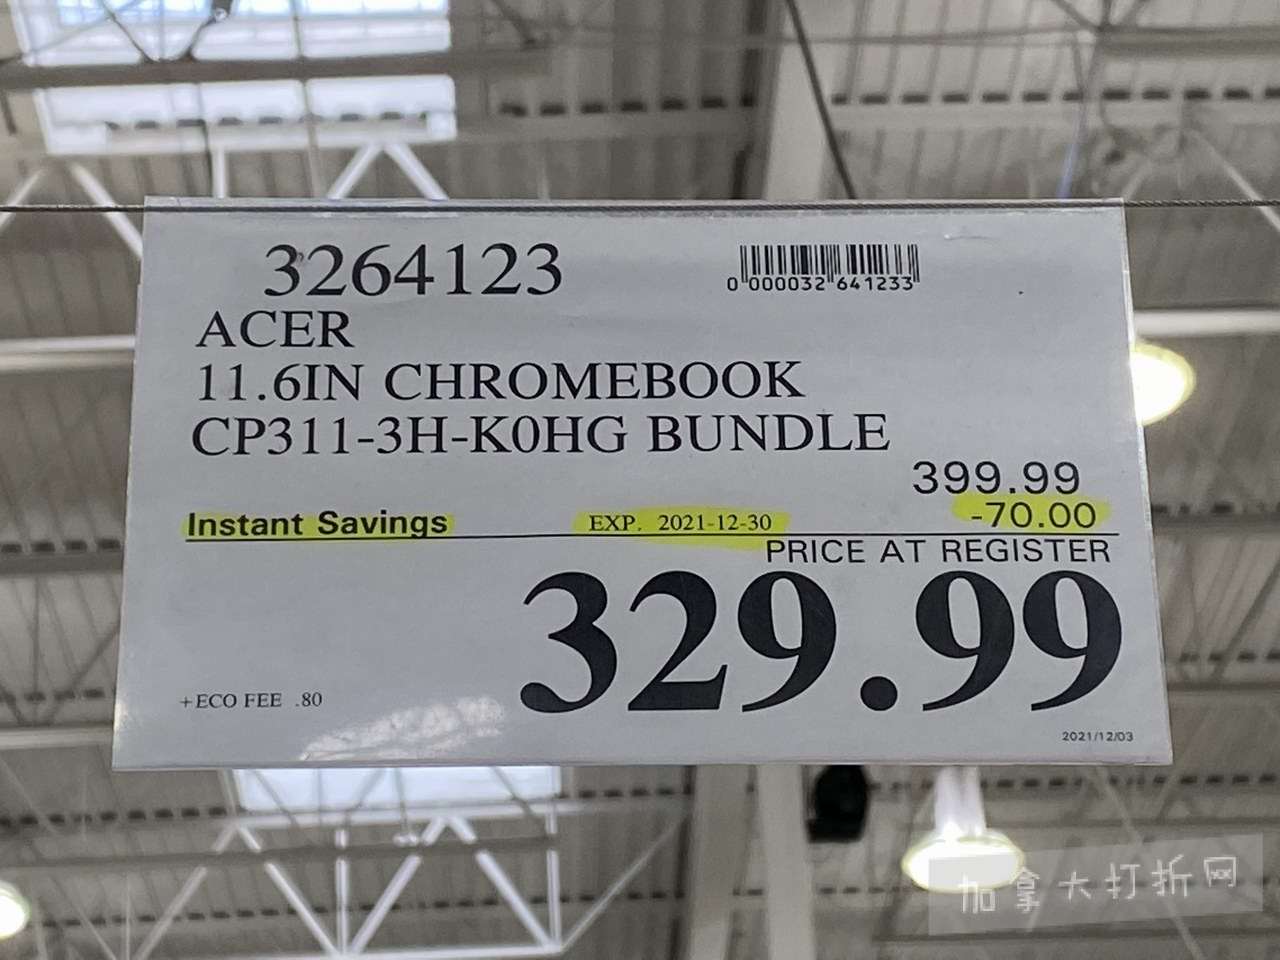 3264123
0 000032 641233
ACER
11.6IN CHROMEBOOK
CP311-3H-K0HG BUNDLE
399.99
Instant Savings EXP. 2021-12-30 -70.00
PRICE AT REGISTER
329.99
+ECO FEE .80
2021/12/03
加拿大打折网